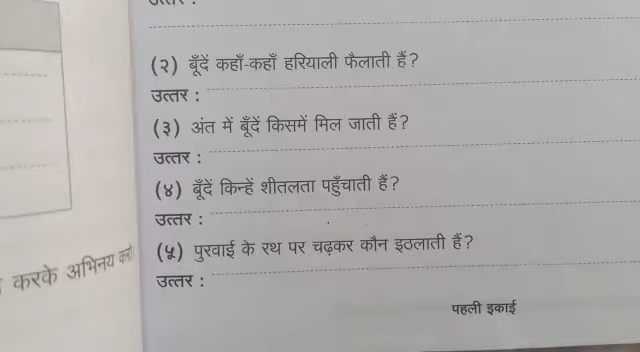 (२) बूँदें कहाँ-कहाँ हरियाली फैलाती हैं?
उत्तर :
(३) अंत में बूँदें किसमें मिल जाती हैं?
उत्तर :
(४) बूँदें किन्हें शीतलता पहुँचाती हैं?
उत्तर :
(५) पुरवाई के रथ पर चढ़कर कौन इठलाती हैं?
उत्तर :
करके अभिनय करो
पहली इकाई